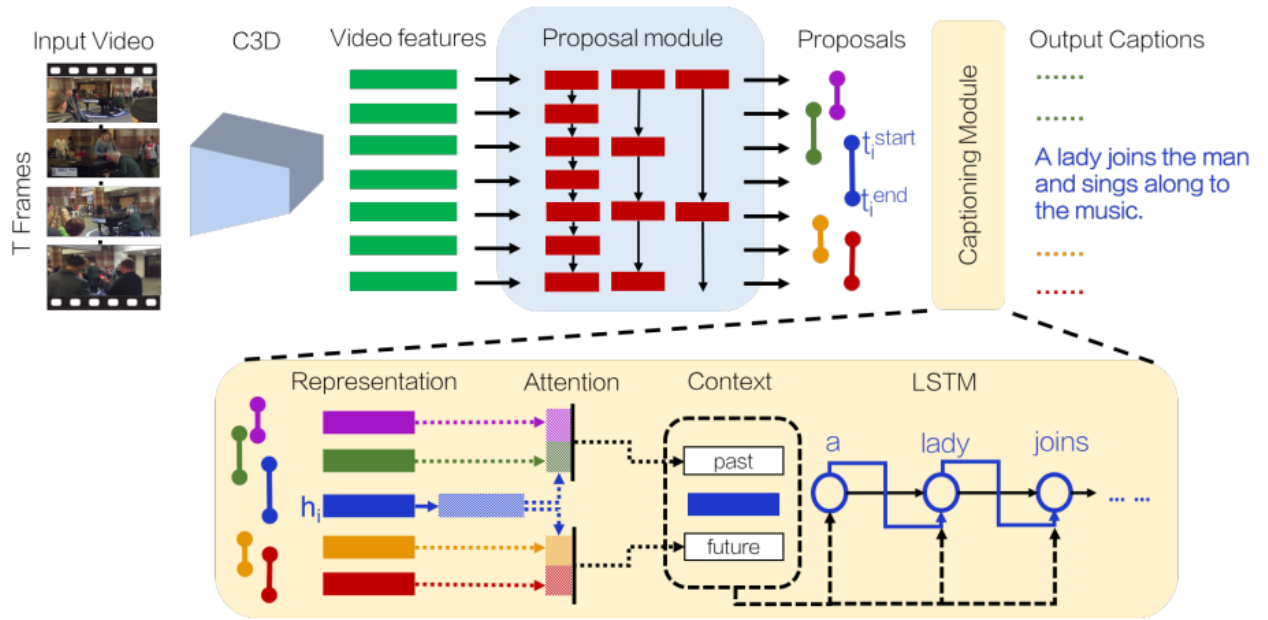 Input Video
C3D
Video features
Proposal module
Proposals
Output Captions
T Frames
t_i^start
t_i^end
Captioning Module
......
......
A lady joins the man
and sings along to
the music.
......
......
Representation
Attention
Context
LSTM
h_i
past
future
a
lady
joins
... ...